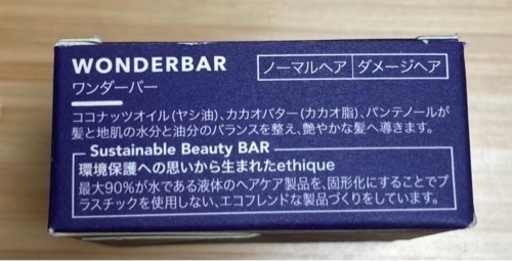 WONDERBAR
ワンダーバー
ノーマルヘア ダメージヘア
ココナッツオイル(ヤシ油)、カカオバター(カカオ脂)、パンテノールが
髪と地肌の水分と油分のバランスを整え、艶やかな髪へ導きます。
Sustainable Beauty BAR
環境保護への思いから生まれたethique
最大90%が水である液体のヘアケア製品を、固形化にすることでプ
ラスチックを使用しない、エコフレンドな製品づくりをしています。